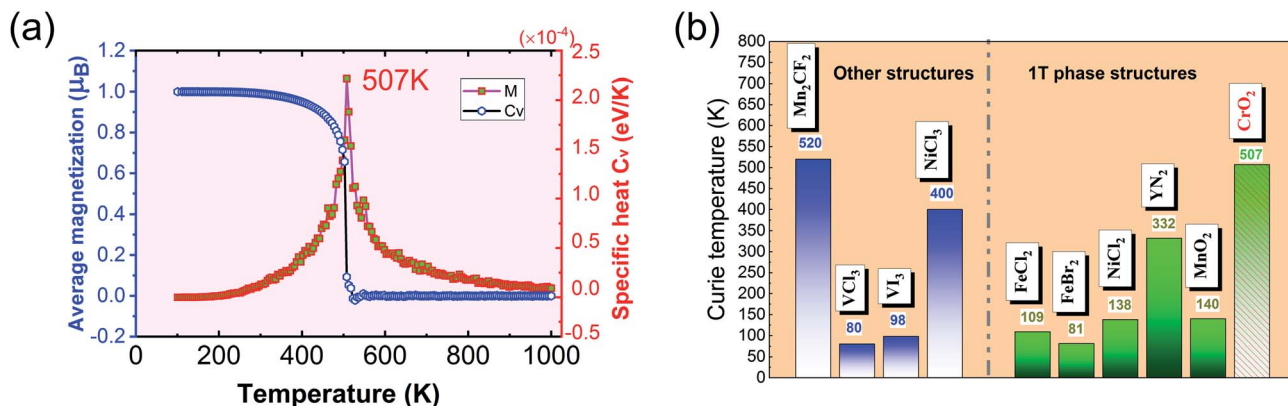 (a)
(×10⁻⁴)
507K
M
Cv
Average magnetization (μB)
1.2
1.0
0.8
0.6
0.4
0.2
0.0
-0.2
2.5
2.0
1.5
1.0
0.5
0.0
-0.5
Specific heat Cv (eV/K)
0 200 400 600 800 1000
Temperature (K)
(b)
Curie temperature (K)
800
750
700
650
600
550
500
450
400
350
300
250
200
150
100
50
0
Other structures
1T phase structures
Mn₂CF₂
520
VCl₃
80
VI₃
98
NiCl₃
400
FeCl₂
109
FeBr₂
81
NiCl₂
138
YN₂
332
MnO₂
140
CrO₂
507